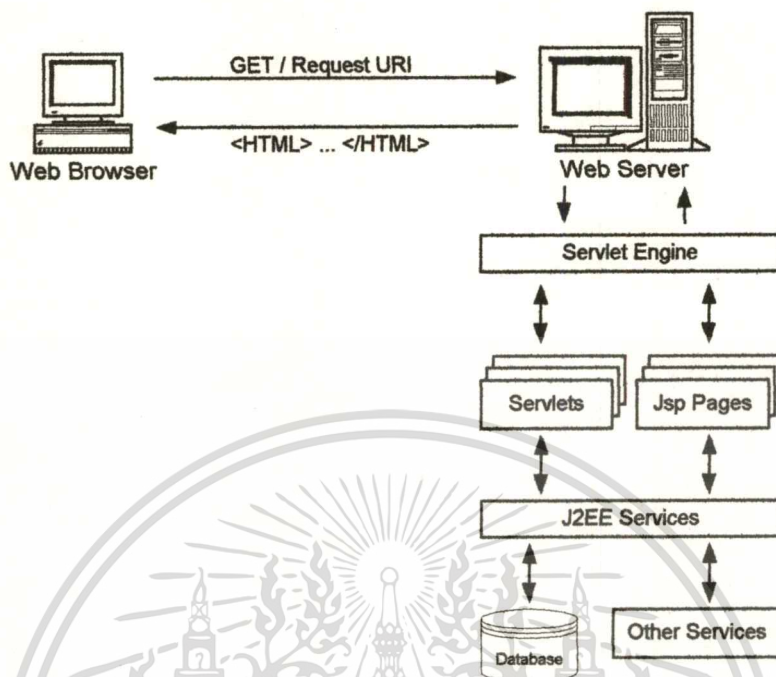 GET / Request URI
<HTML> ... </HTML>
Web Browser
Web Server
Servlet Engine
Servlets
Jsp Pages
J2EE Services
Database
Other Services